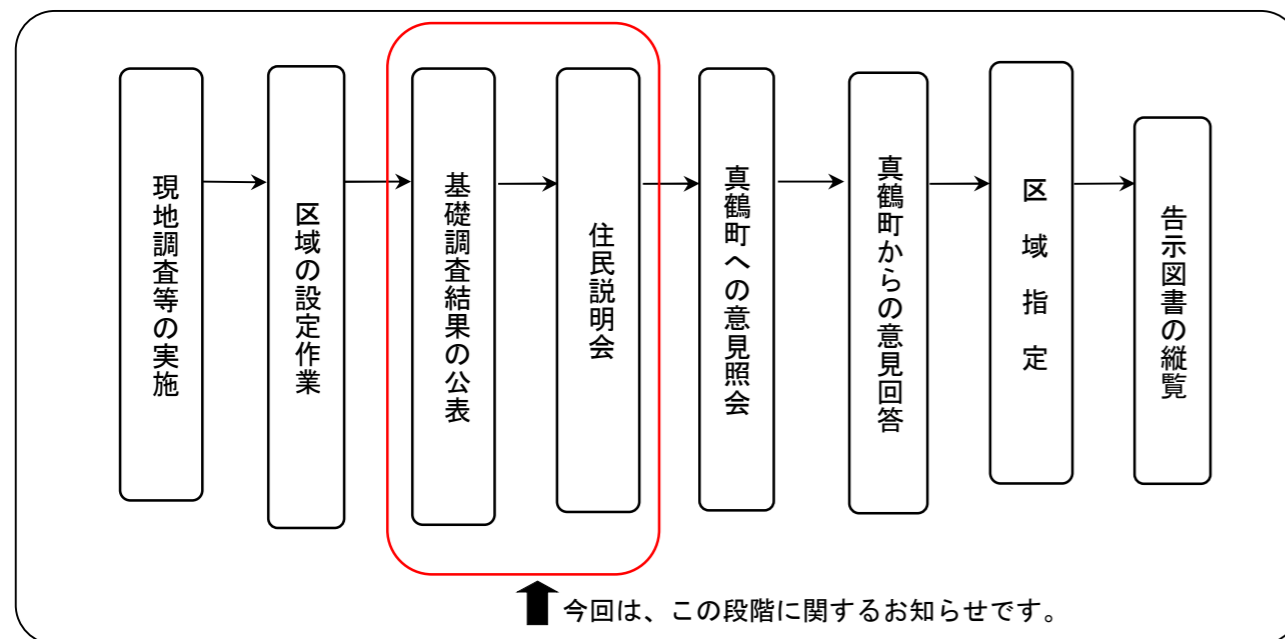 現地調査等の実施
区域の設定作業
基礎調査結果の公表
住民説明会
真鶴町への意見照会
真鶴町からの意見回答
区域指定
告示図書の縦覧
今回は、この段階に関するお知らせです。